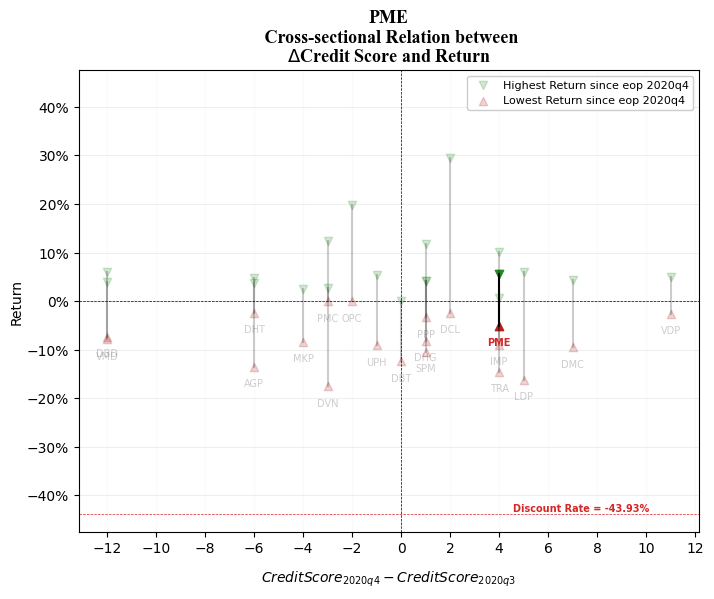 PME
Cross-sectional Relation between
ΔCredit Score and Return
Highest Return since eop 2020q4
Lowest Return since eop 2020q4
40%
30%
20%
10%
0%
−10%
−20%
−30%
−40%
Return
PMC OPC
DHT
DCL
VDP
PPP
PME
MKP
UPH
DHG
IMP
DMC
VMD
SPM
AGP
DBT
TRA
DVN
LDP
Discount Rate = -43.93%
−12 −10 −8 −6 −4 −2 0 2 4 6 8 10 12
CreditScore2020q4 − CreditScore2020q3